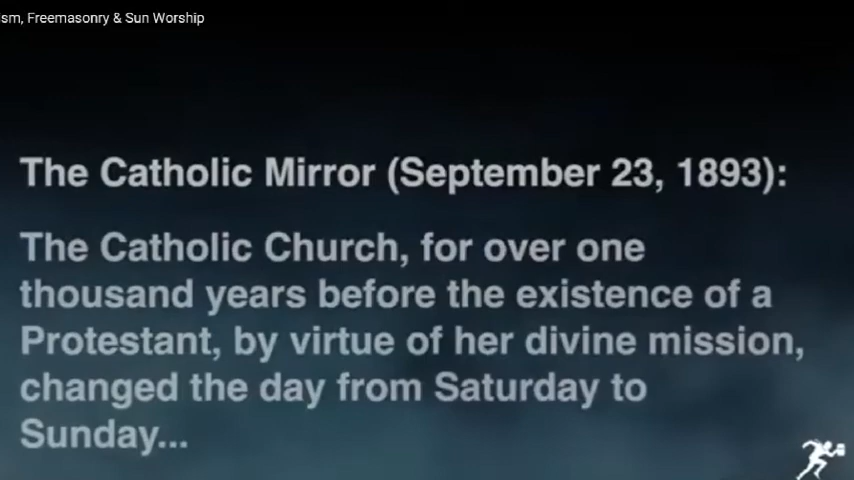 ism, Freemasonry & Sun Worship
The Catholic Mirror (September 23, 1893):
The Catholic Church, for over one
thousand years before the existence of a
Protestant, by virtue of her divine mission,
changed the day from Saturday to
Sunday...